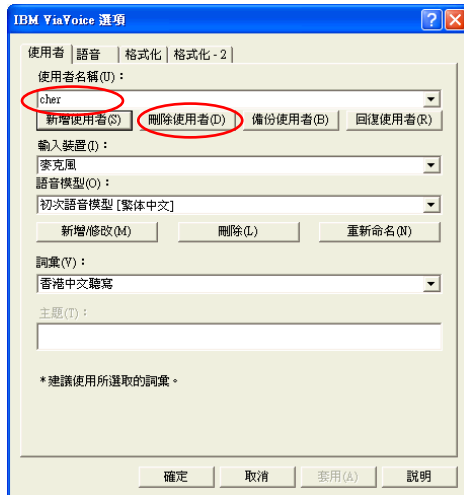 IBM ViaVoice 選項
使用者 語音 格式化 格式化 - 2
使用者名稱(U)：
cher
新增使用者(S) 刪除使用者(D) 備份使用者(B) 回復使用者(R)
輸入裝置(I)：
麥克風
語音模型(O)：
初次語音模型 [繁体中文]
新增/修改(M) 刪除(L) 重新命名(N)
詞彙(V)：
香港中文聽寫
主題(T)：
*建議使用所選取的詞彙。
確定 取消 套用(A) 說明